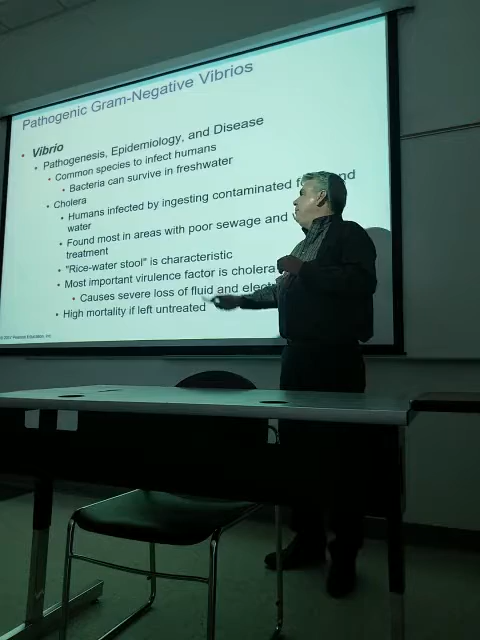 Pathogenic Gram-Negative Vibrios
• Vibrio
• Pathogenesis, Epidemiology, and Disease
• Common species to infect humans
• Bacteria can survive in freshwater
• Cholera
• Humans infected by ingesting contaminated
water
• Found most in areas with poor sewage and
treatment
• "Rice-water stool" is characteristic
• Most important virulence factor is cholera
• Causes severe loss of fluid and
• High mortality if left untreated